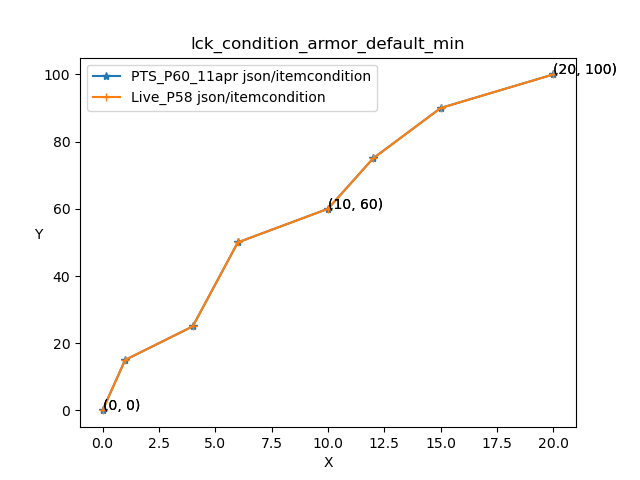 lck_condition_armor_default_min
PTS_P60_11apr json/itemcondition
Live_P58 json/itemcondition
(20, 100)
(10, 60)
(0, 0)
100
80
60
40
20
0
Y
0.0 2.5 5.0 7.5 10.0 12.5 15.0 17.5 20.0
X